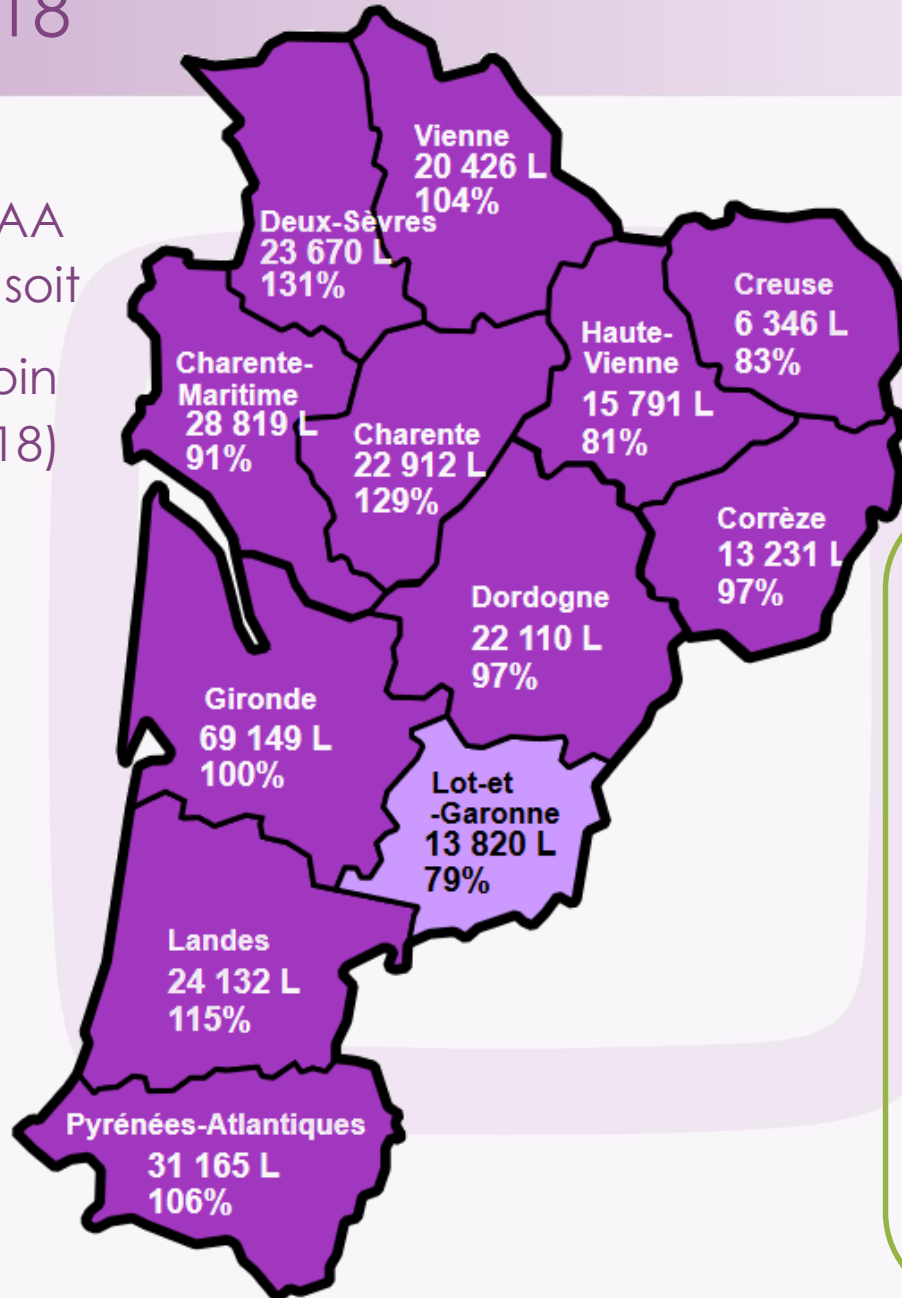 18
AA
soit
oin
18)
Vienne
20 426 L
104%
Deux-Sèvres
23 670 L
131%
Creuse
6 346 L
83%
Haute-
Vienne
15 791 L
81%
Charente-
Maritime
28 819 L
91%
Charente
22 912 L
129%
Corrèze
13 231 L
97%
Dordogne
22 110 L
97%
Gironde
69 149 L
100%
Lot-et
-Garonne
13 820 L
79%
Landes
24 132 L
115%
Pyrénées-Atlantiques
31 165 L
106%